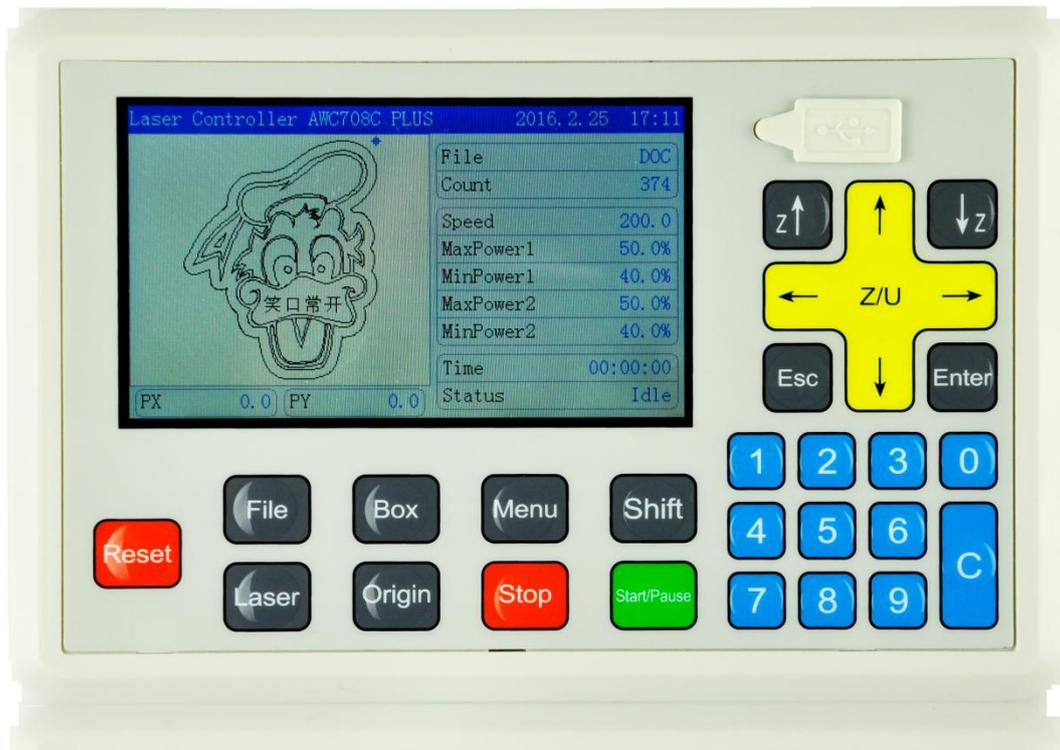 Laser Controller AWC708C PLUS 2016.2.25 17:11
File DOC
Count 374
Speed 200.0
MaxPower1 50.0%
MinPower1 40.0%
MaxPower2 50.0%
MinPower2 40.0%
Time 00:00:00
Status Idle
笑口常开
PX 0.0 PY 0.0
z z
Z/U
Esc Enter
1 2 3 0
4 5 6 C
7 8 9
Reset
File Box Menu Shift
Laser Origin Stop Start/Pause